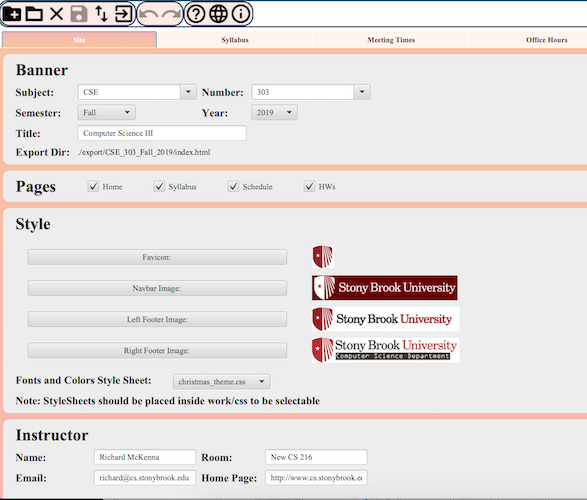 Site Syllabus Meeting Times Office Hours
Banner
Subject: CSE Number: 303
Semester: Fall Year: 2019
Title: Computer Science III
Export Dir: ./export/CSE_303_Fall_2019/index.html
Pages Home Syllabus Schedule HWs
Style
Favicon:
Navbar Image: Stony Brook University
Left Footer Image: Stony Brook University
Right Footer Image: Stony Brook University
Computer Science Department
Fonts and Colors Style Sheet: christmas_theme.css
Note: StyleSheets should be placed inside work/css to be selectable
Instructor
Name: Richard McKenna Room: New CS 216
Email: richard@cs.stonybrook.edu Home Page: http://www.cs.stonybrook.ec